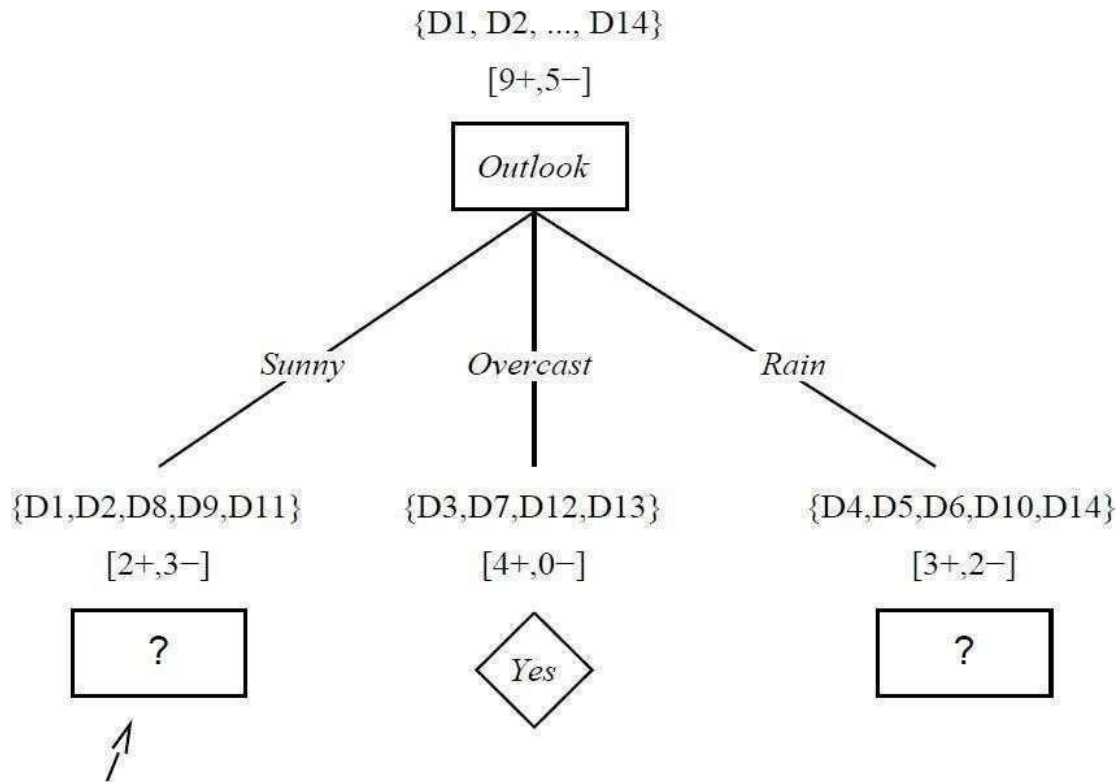 {D1, D2, ..., D14}
[9+,5−]
Outlook
Sunny
Overcast
Rain
{D1,D2,D8,D9,D11}
{D3,D7,D12,D13}
{D4,D5,D6,D10,D14}
[2+,3−]
[4+,0−]
[3+,2−]
?
Yes
?